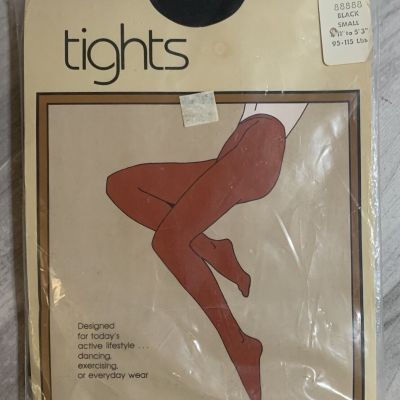 88888
BLACK
SMALL
to 5'3"
95-115 Lbs
tights
Designed
for today's
active lifestyle . . .
dancing,
exercising,
or everyday wear